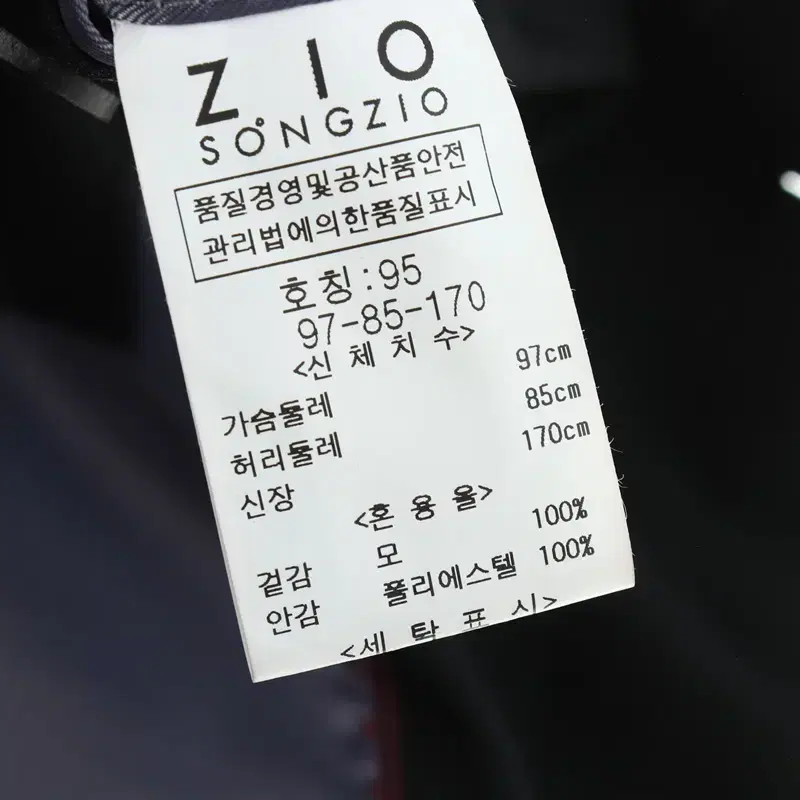 ZIO
SONGZIO
품질경영및공산품안전
관리법에의한품질표시
호칭:95
97-85-170
<신 체 치 수>
가슴둘레 97cm
허리둘레 85cm
신장 170cm
<혼 용 율>
겉감 모 100%
안감 폴리에스텔 100%
<세 탁 표 시>